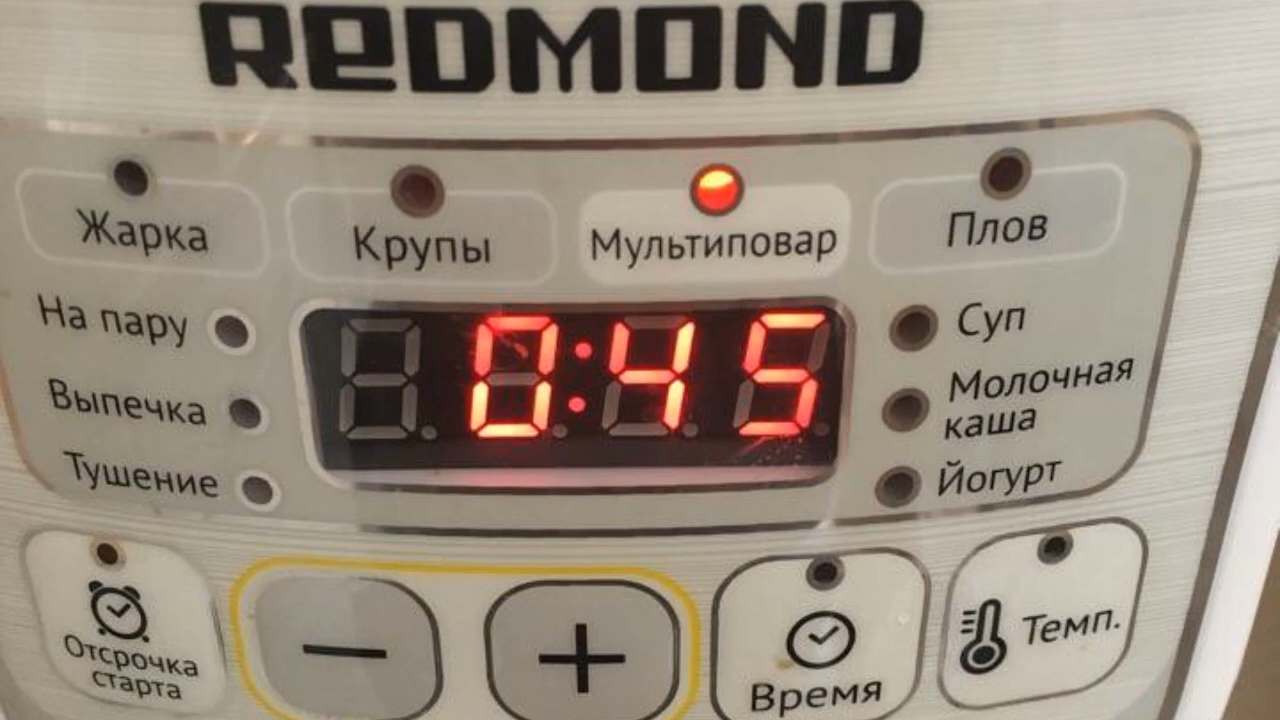 REDMOND
Жарка
Крупы
Мультиповар
Плов
На пару
Выпечка
Тушение
0:45
Суп
Молочная
каша
Йогурт
Отсрочка
старта
−
+
Время
Темп.